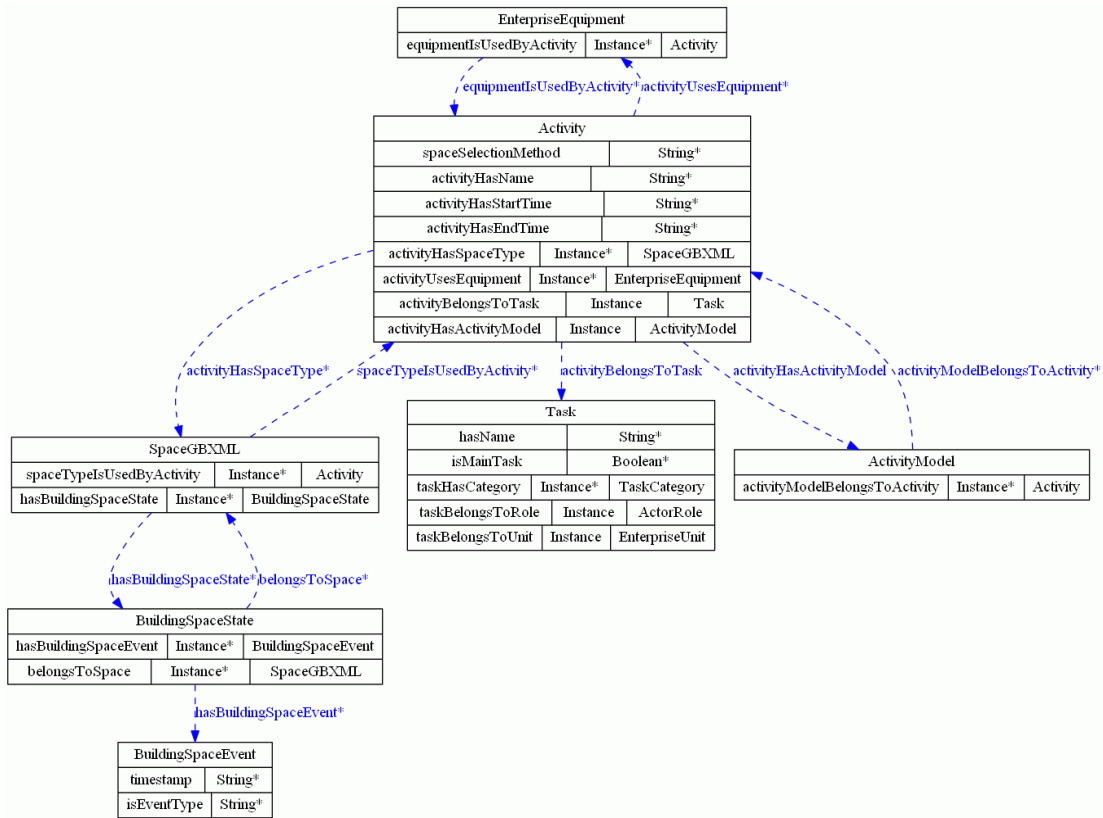 EnterpriseEquipment
equipmentIsUsedByActivity Instance* Activity
equipmentIsUsedByActivity* activityUsesEquipment*
Activity
spaceSelectionMethod String*
activityHasName String*
activityHasStartTime String*
activityHasEndTime String*
activityHasSpaceType Instance* SpaceGBXML
activityUsesEquipment Instance* EnterpriseEquipment
activityBelongsToTask Instance Task
activityHasActivityModel Instance ActivityModel
activityHasSpaceType* spaceTypeIsUsedByActivity* activityBelongsToTask activityHasActivityModel activityModelBelongsToActivity*
SpaceGBXML
spaceTypeIsUsedByActivity Instance* Activity
hasBuildingSpaceState Instance* BuildingSpaceState
Task
hasName String*
isMainTask Boolean*
taskHasCategory Instance* TaskCategory
taskBelongsToRole Instance ActorRole
taskBelongsToUnit Instance EnterpriseUnit
ActivityModel
activityModelBelongsToActivity Instance* Activity
hasBuildingSpaceState* belongsToSpace*
BuildingSpaceState
hasBuildingSpaceEvent Instance* BuildingSpaceEvent
belongsToSpace Instance* SpaceGBXML
hasBuildingSpaceEvent*
BuildingSpaceEvent
timestamp String*
isEventType String*